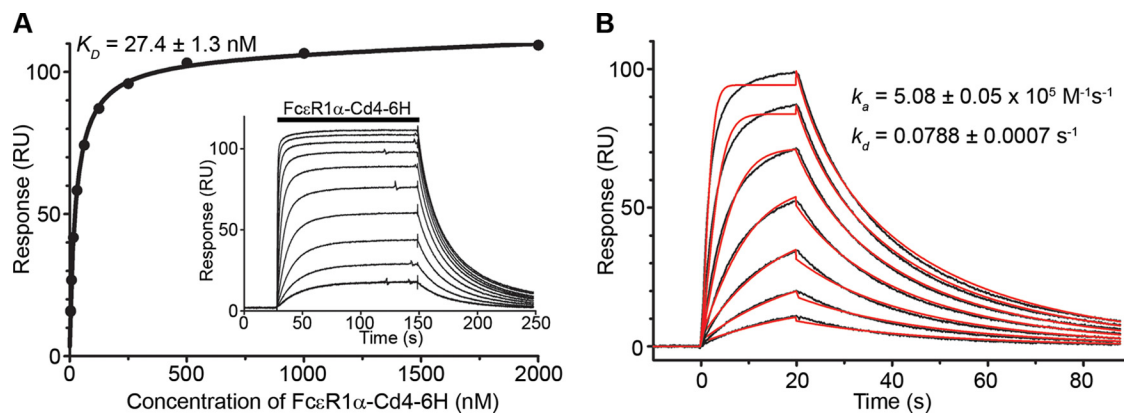 A
K_D = 27.4 ± 1.3 nM
100
50
0
Response (RU)
0
500
1000
1500
2000
Concentration of FcεR1α-Cd4-6H (nM)
FcεR1α-Cd4-6H
100
50
0
Response (RU)
0
50
100
150
200
250
Time (s)
B
k_a = 5.08 ± 0.05 x 10⁵ M⁻¹s⁻¹
k_d = 0.0788 ± 0.0007 s⁻¹
100
50
0
Response (RU)
0
20
40
60
80
Time (s)